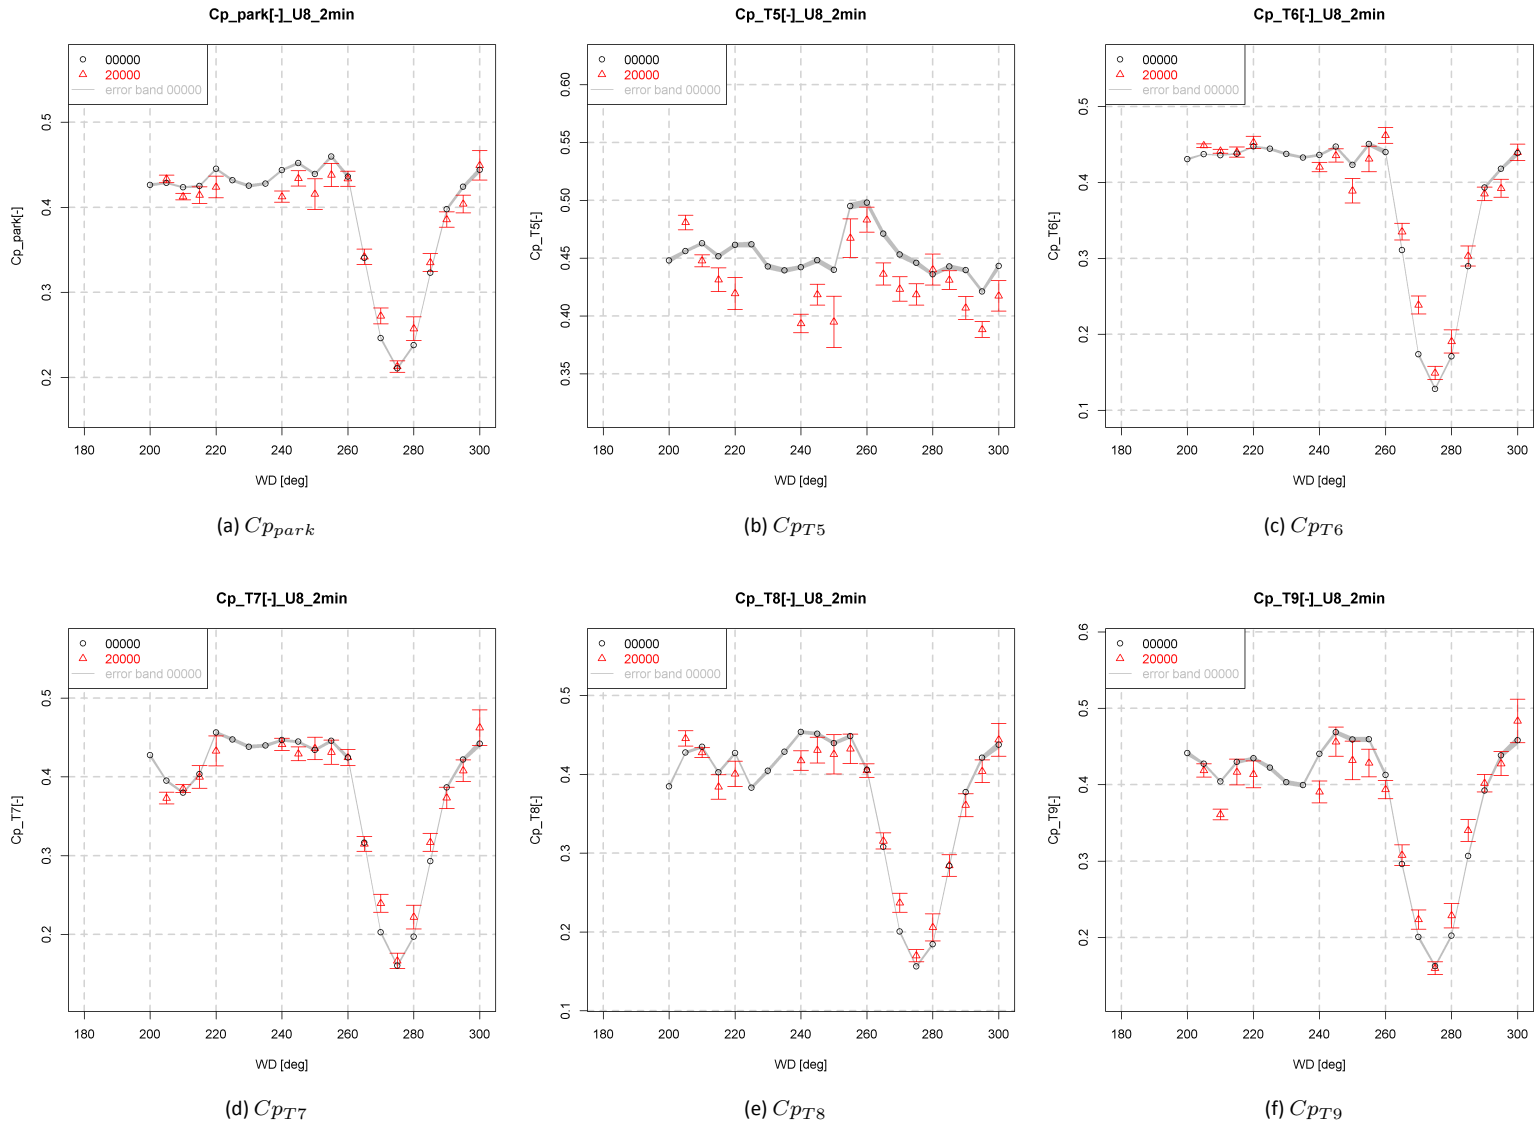 Cp_park[-]_U8_2min
00000
20000
error band 00000
0.5
0.4
0.3
0.2
Cp_park[-]
180 200 220 240 260 280 300
WD [deg]
(a) Cp_park
Cp_T5[-]_U8_2min
00000
20000
error band 00000
0.60
0.55
0.50
0.45
0.40
0.35
Cp_T5[-]
180 200 220 240 260 280 300
WD [deg]
(b) Cp_T5
Cp_T6[-]_U8_2min
00000
20000
error band 00000
0.5
0.4
0.3
0.2
0.1
Cp_T6[-]
180 200 220 240 260 280 300
WD [deg]
(c) Cp_T6
Cp_T7[-]_U8_2min
00000
20000
error band 00000
0.5
0.4
0.3
0.2
Cp_T7[-]
180 200 220 240 260 280 300
WD [deg]
(d) Cp_T7
Cp_T8[-]_U8_2min
00000
20000
error band 00000
0.5
0.4
0.3
0.2
0.1
Cp_T8[-]
180 200 220 240 260 280 300
WD [deg]
(e) Cp_T8
Cp_T9[-]_U8_2min
00000
20000
error band 00000
0.6
0.5
0.4
0.3
0.2
Cp_T9[-]
180 200 220 240 260 280 300
WD [deg]
(f) Cp_T9